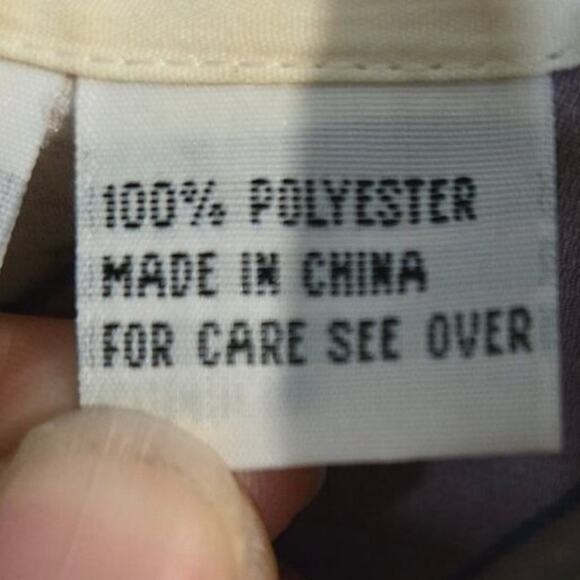 100% POLYESTER
MADE IN CHINA
FOR CARE SEE OVER